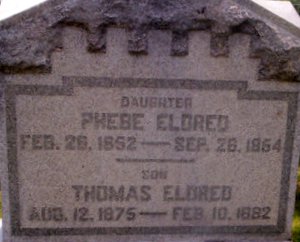 DAUGHTER
PHEBE ELDRED
FEB. 26, 1852 — SEP. 26, 1854
SON
THOMAS ELDRED
AUG. 12, 1875 — FEB. 10, 1882